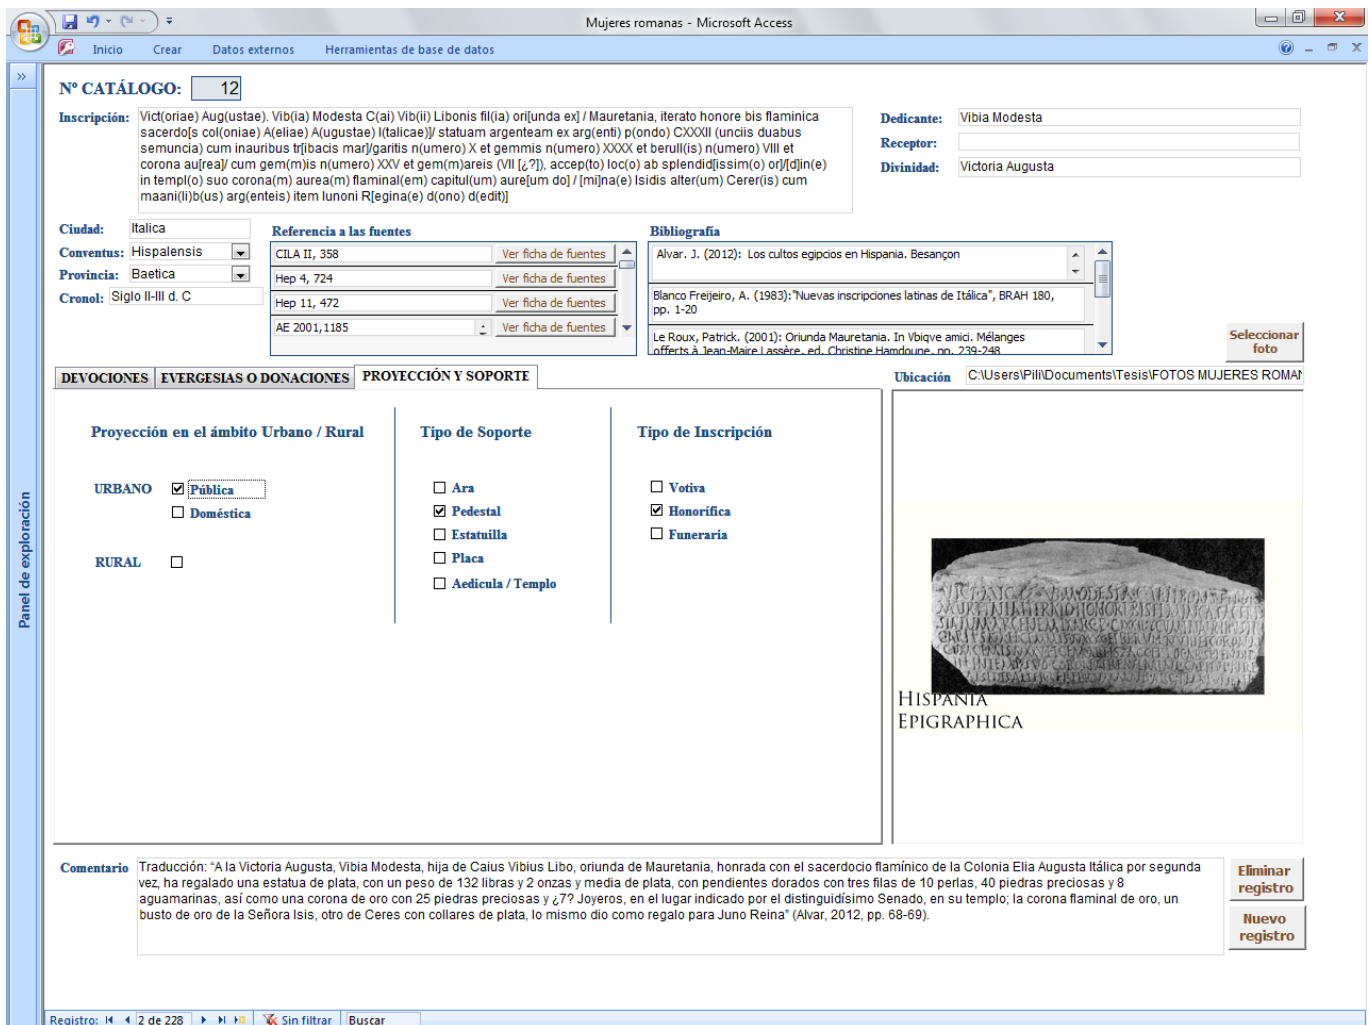 Mujeres romanas - Microsoft Access
Inicio Crear Datos externos Herramientas de base de datos
Nº CATÁLOGO: 12
Inscripción: Vict(oriae) Aug(ustae). Vib(ia) Modesta C(ai) Vib(ii) Libonis fil(ia) ori[unda ex] / Mauretania, iterato honore bis flaminica
sacerdo[s col(oniae) A(eliae) A(ugustae) I(talicae)]/ statuam argenteam ex arg(enti) p(ondo) CXXXII (unciis duabus
semuncia) cum inauribus tr[ibacis mar]/garitis n(umero) X et gemmis n(umero) XXXX et berull(is) n(umero) VIII et
corona au[rea]/ cum gem(m)is n(umero) XXV et gem(m)areis (VII [¿?]), accep(to) loc(o) ab splendid[issim(o) or]/[d]in(e)
in templ(o) suo corona(m) aurea(m) flaminal(em) capitul(um) aure[um do] / [mi]na(e) Isidis alter(um) Cerer(is) cum
maani(li)b(us) arg(enteis) item Iunoni R[egina(e) d(ono) d(edit)]
Dedicante: Vibia Modesta
Receptor:
Divinidad: Victoria Augusta
Ciudad: Italica
Conventus: Hispalensis
Provincia: Baetica
Cronol: Siglo II-III d. C
Referencia a las fuentes
CILA II, 358 Ver ficha de fuentes
Hep 4, 724 Ver ficha de fuentes
Hep 11, 472 Ver ficha de fuentes
AE 2001,1185 Ver ficha de fuentes
Bibliografía
Alvar. J. (2012): Los cultos egipcios en Hispania. Besançon
Blanco Freijeiro, A. (1983):"Nuevas inscripciones latinas de Itálica", BRAH 180,
pp. 1-20
Le Roux, Patrick. (2001): Oriunda Mauretania. In Vbiqve amici. Mélanges
offerts à Jean-Maire Lassère, ed. Christine Hamdoune, pp. 239-248
Seleccionar
foto
DEVOCIONES EVERGESIAS O DONACIONES PROYECCIÓN Y SOPORTE
Ubicación C:\Users\Pili\Documents\Tesis\FOTOS MUJERES ROMAN
Proyección en el ámbito Urbano / Rural
URBANO Pública
Doméstica
RURAL
Tipo de Soporte
Ara
Pedestal
Estatuilla
Placa
Aedicula / Templo
Tipo de Inscripción
Votiva
Honorífica
Funeraria
HISPANIA
EPIGRAPHICA
Panel de exploración
Comentario Traducción: “A la Victoria Augusta, Vibia Modesta, hija de Caius Vibius Libo, oriunda de Mauretania, honrada con el sacerdocio flamínico de la Colonia Elia Augusta Itálica por segunda
vez, ha regalado una estatua de plata, con un peso de 132 libras y 2 onzas y media de plata, con pendientes dorados con tres filas de 10 perlas, 40 piedras preciosas y 8
aguamarinas, así como una corona de oro con 25 piedras preciosas y ¿7? Joyeros, en el lugar indicado por el distinguidísimo Senado, en su templo; la corona flaminal de oro, un
busto de oro de la Señora Isis, otro de Ceres con collares de plata, lo mismo dio como regalo para Juno Reina” (Alvar, 2012, pp. 68-69).
Eliminar
registro
Nuevo
registro
Registro: 2 de 228 Sin filtrar Buscar